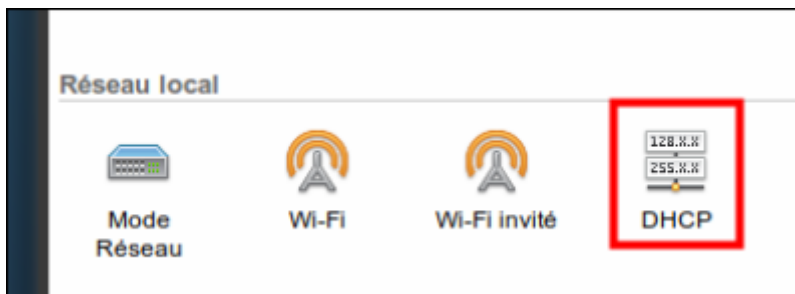 Réseau local
128.X.X
255.X.X
Mode
Réseau
Wi-Fi
Wi-Fi invité
DHCP